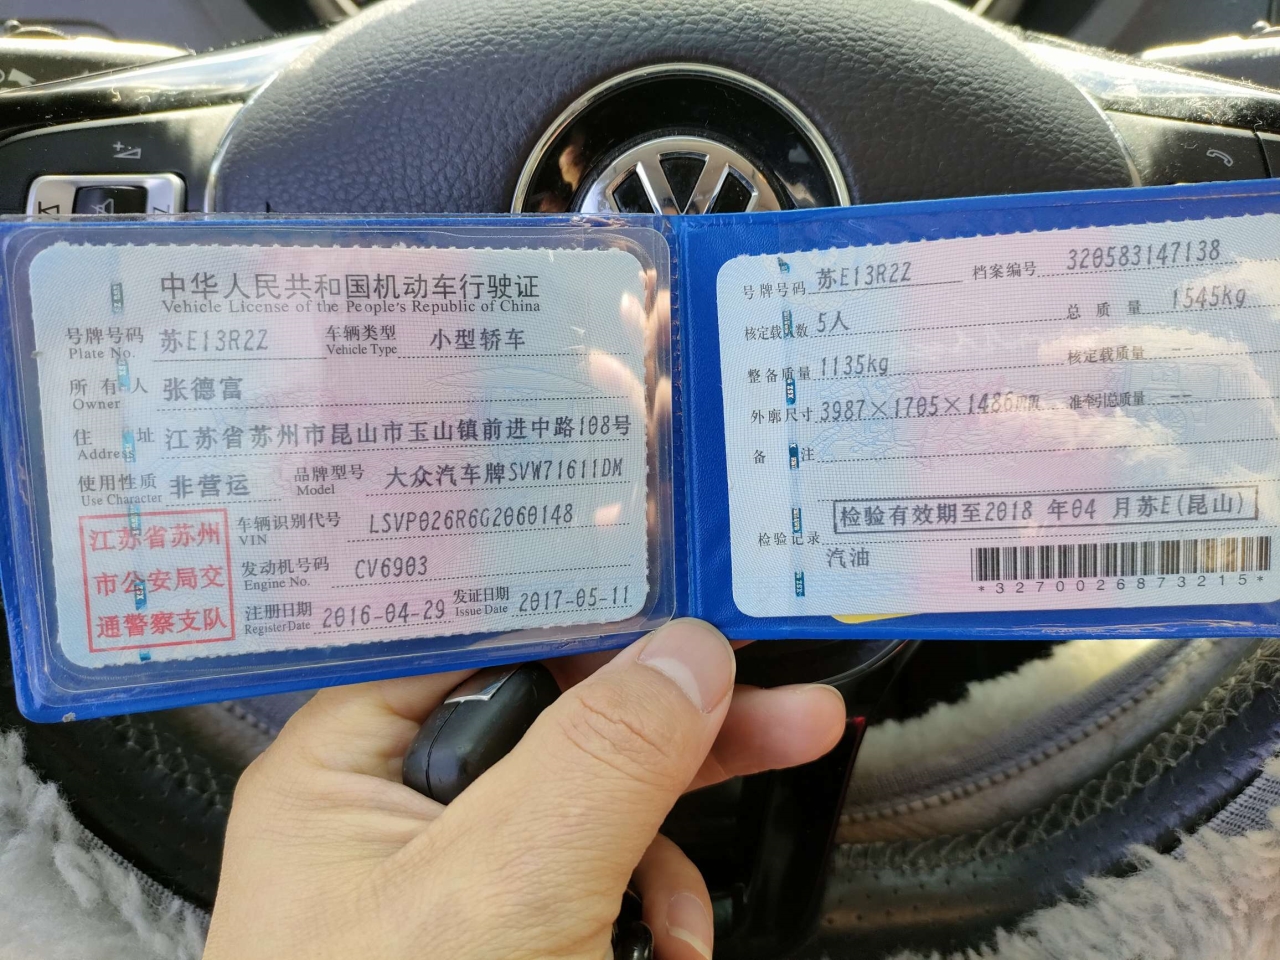 中华人民共和国机动车行驶证
Vehicle License of the People's Republic of China
号牌号码 苏E13R2Z 车辆类型 小型轿车
Plate No. Vehicle Type
所有人 张德富
Owner
住址 江苏省苏州市昆山市玉山镇前进中路108号
Address
使用性质 非营运 品牌型号 大众汽车牌SVW71611DM
Use Character Model
江苏省苏州
市公安局交
通警察支队
车辆识别代号 LSVP026R6G2060148
VIN
发动机号码 CV6903
Engine No.
注册日期 2016-04-29 发证日期 2017-05-11
Register Date Issue Date
号牌号码 苏E13R2Z 档案编号 320583147138
核定载人数 5人 总质量 1545kg
整备质量 1135kg 核定载质量 --
外廓尺寸 3987×1705×1486mm 准牵引总质量 --
备注
检验有效期至2018 年04 月苏E(昆山)
检验记录
汽油
*3270026873215*